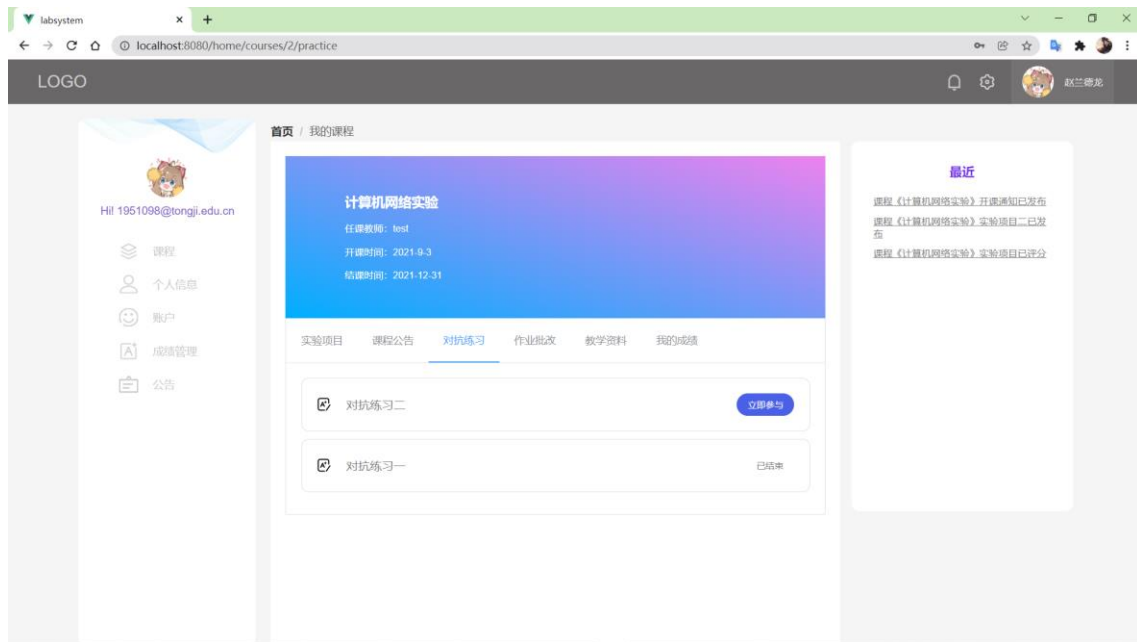 labsystem
localhost:8080/home/courses/2/practice
LOGO
赵兰德龙
Hi! 1951098@tongji.edu.cn
课程
个人信息
账户
成绩管理
公告
首页 / 我的课程
计算机网络实验
任课教师：test
开课时间：2021-9-3
结课时间：2021-12-31
实验项目 课程公告 对抗练习 作业批改 教学资料 我的成绩
对抗练习二 立即参与
对抗练习一 已结束
最近
课程《计算机网络实验》开课通知已发布
课程《计算机网络实验》实验项目二已发
布
课程《计算机网络实验》实验项目已评分